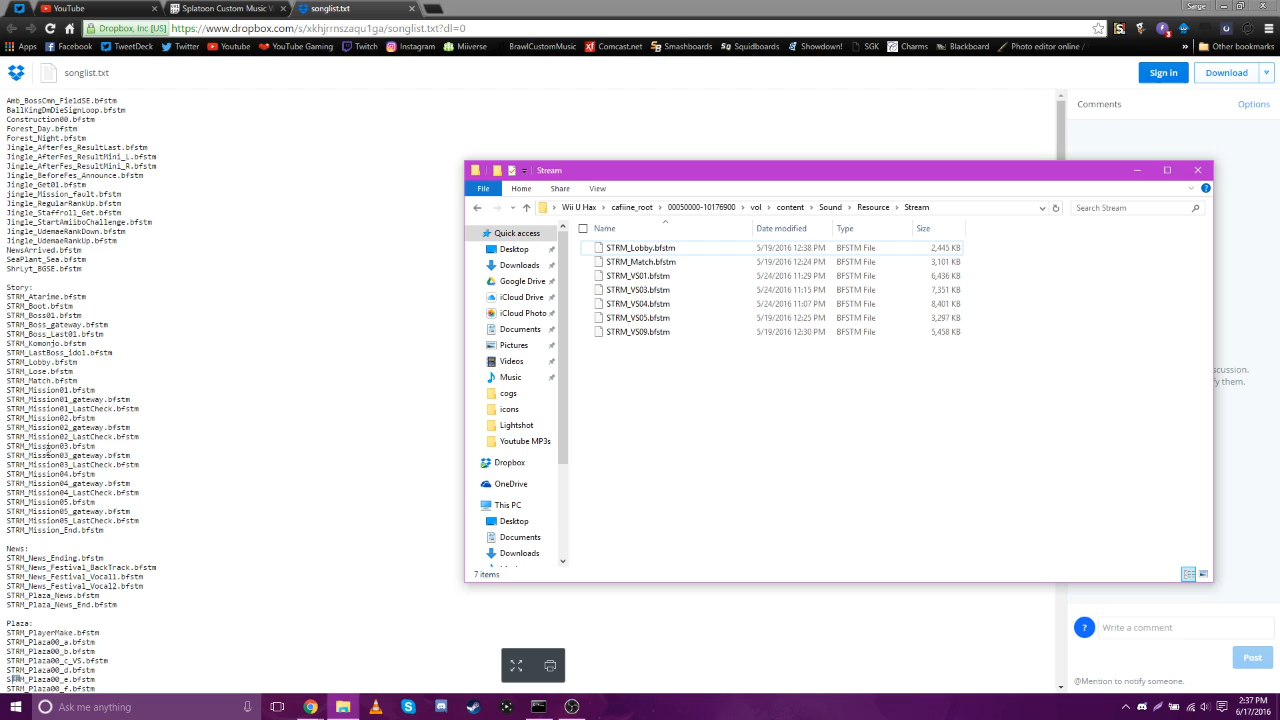 YouTube
Splatoon Custom Music
songlist.txt
Serge
Dropbox, Inc [US]
https://www.dropbox.com/s/xkhjrrnszaqu1ga/songlist.txt?dl=0
Apps
Facebook
TweetDeck
Twitter
Youtube
YouTube Gaming
Twitch
Instagram
Miiverse
BrawlCustomMusic
Comcast.net
Smashboards
Squidboards
Showdown!
SGK
Charms
Blackboard
Photo editor online /
Other bookmarks
songlist.txt
Sign in
Download
Comments
Options
Amb_BossCmn_FieldSE.bfstm
BallKingDmDieSignLoop.bfstm
Construction00.bfstm
Forest_Day.bfstm
Forest_Night.bfstm
Jingle_AfterFes_ResultLast.bfstm
Jingle_AfterFes_ResultMini_L.bfstm
Jingle_AfterFes_ResultMini_R.bfstm
Jingle_BeforeFes_Announce.bfstm
Jingle_Get01.bfstm
jingle_Mission_fault.bfstm
Jingle_RegularRankUp.bfstm
Jingle_Staffroll_Get.bfstm
Jingle_StartAmiiboChallenge.bfstm
Jingle_UdemaeRankDown.bfstm
Jingle_UdemaeRankUp.bfstm
NewsArrived.bfstm
SeaPlant_Sea.bfstm
ShrLyt_BGSE.bfstm
Story:
STRM_Atarime.bfstm
STRM_Boot.bfstm
STRM_Boss01.bfstm
STRM_Boss_gateway.bfstm
STRM_Boss_Last01.bfstm
STRM_Komonjo.bfstm
STRM_LastBoss_idol.bfstm
STRM_Lobby.bfstm
STRM_Lose.bfstm
STRM_Match.bfstm
STRM_Mission01.bfstm
STRM_Mission01_gateway.bfstm
STRM_Mission01_LastCheck.bfstm
STRM_Mission02.bfstm
STRM_Mission02_gateway.bfstm
STRM_Mission02_LastCheck.bfstm
STRM_Mission03.bfstm
STRM_Mission03_gateway.bfstm
STRM_Mission03_LastCheck.bfstm
STRM_Mission04.bfstm
STRM_Mission04_gateway.bfstm
STRM_Mission04_LastCheck.bfstm
STRM_Mission05.bfstm
STRM_Mission05_gateway.bfstm
STRM_Mission05_LastCheck.bfstm
STRM_Mission_End.bfstm
News:
STRM_News_Ending.bfstm
STRM_News_Festival_BackTrack.bfstm
STRM_News_Festival_Vocal1.bfstm
STRM_News_Festival_Vocal2.bfstm
STRM_Plaza_News.bfstm
STRM_Plaza_News_End.bfstm
Plaza:
STRM_PlayerMake.bfstm
STRM_Plaza00_a.bfstm
STRM_Plaza00_b.bfstm
STRM_Plaza00_c_VS.bfstm
STRM_Plaza00_d.bfstm
STRM_Plaza00_e.bfstm
STRM_Plaza00_f.bfstm
Stream
File
Home
Share
View
Wii U Hax > cafiine_root > 00050000-10176900 > vol > content > Sound > Resource > Stream
Search Stream
Name
Date modified
Type
Size
Quick access
Desktop
Downloads
Google Drive
iCloud Drive
iCloud Photo
Documents
Pictures
Videos
Music
cogs
icons
Lightshot
Youtube MP3s
Dropbox
OneDrive
This PC
Desktop
Documents
Downloads
STRM_Lobby.bfstm 5/19/2016 12:38 PM BFSTM File 2,445 KB
STRM_Match.bfstm 5/19/2016 12:24 PM BFSTM File 3,101 KB
STRM_VS01.bfstm 5/24/2016 11:29 PM BFSTM File 6,436 KB
STRM_VS03.bfstm 5/24/2016 11:15 PM BFSTM File 7,351 KB
STRM_VS04.bfstm 5/24/2016 11:07 PM BFSTM File 8,401 KB
STRM_VS05.bfstm 5/19/2016 12:25 PM BFSTM File 3,297 KB
STRM_VS09.bfstm 5/19/2016 12:30 PM BFSTM File 5,458 KB
7 items
scussion.
fy them.
?
Write a comment
Post
@Mention to notify someone.
Ask me anything
2:37 PM
6/17/2016